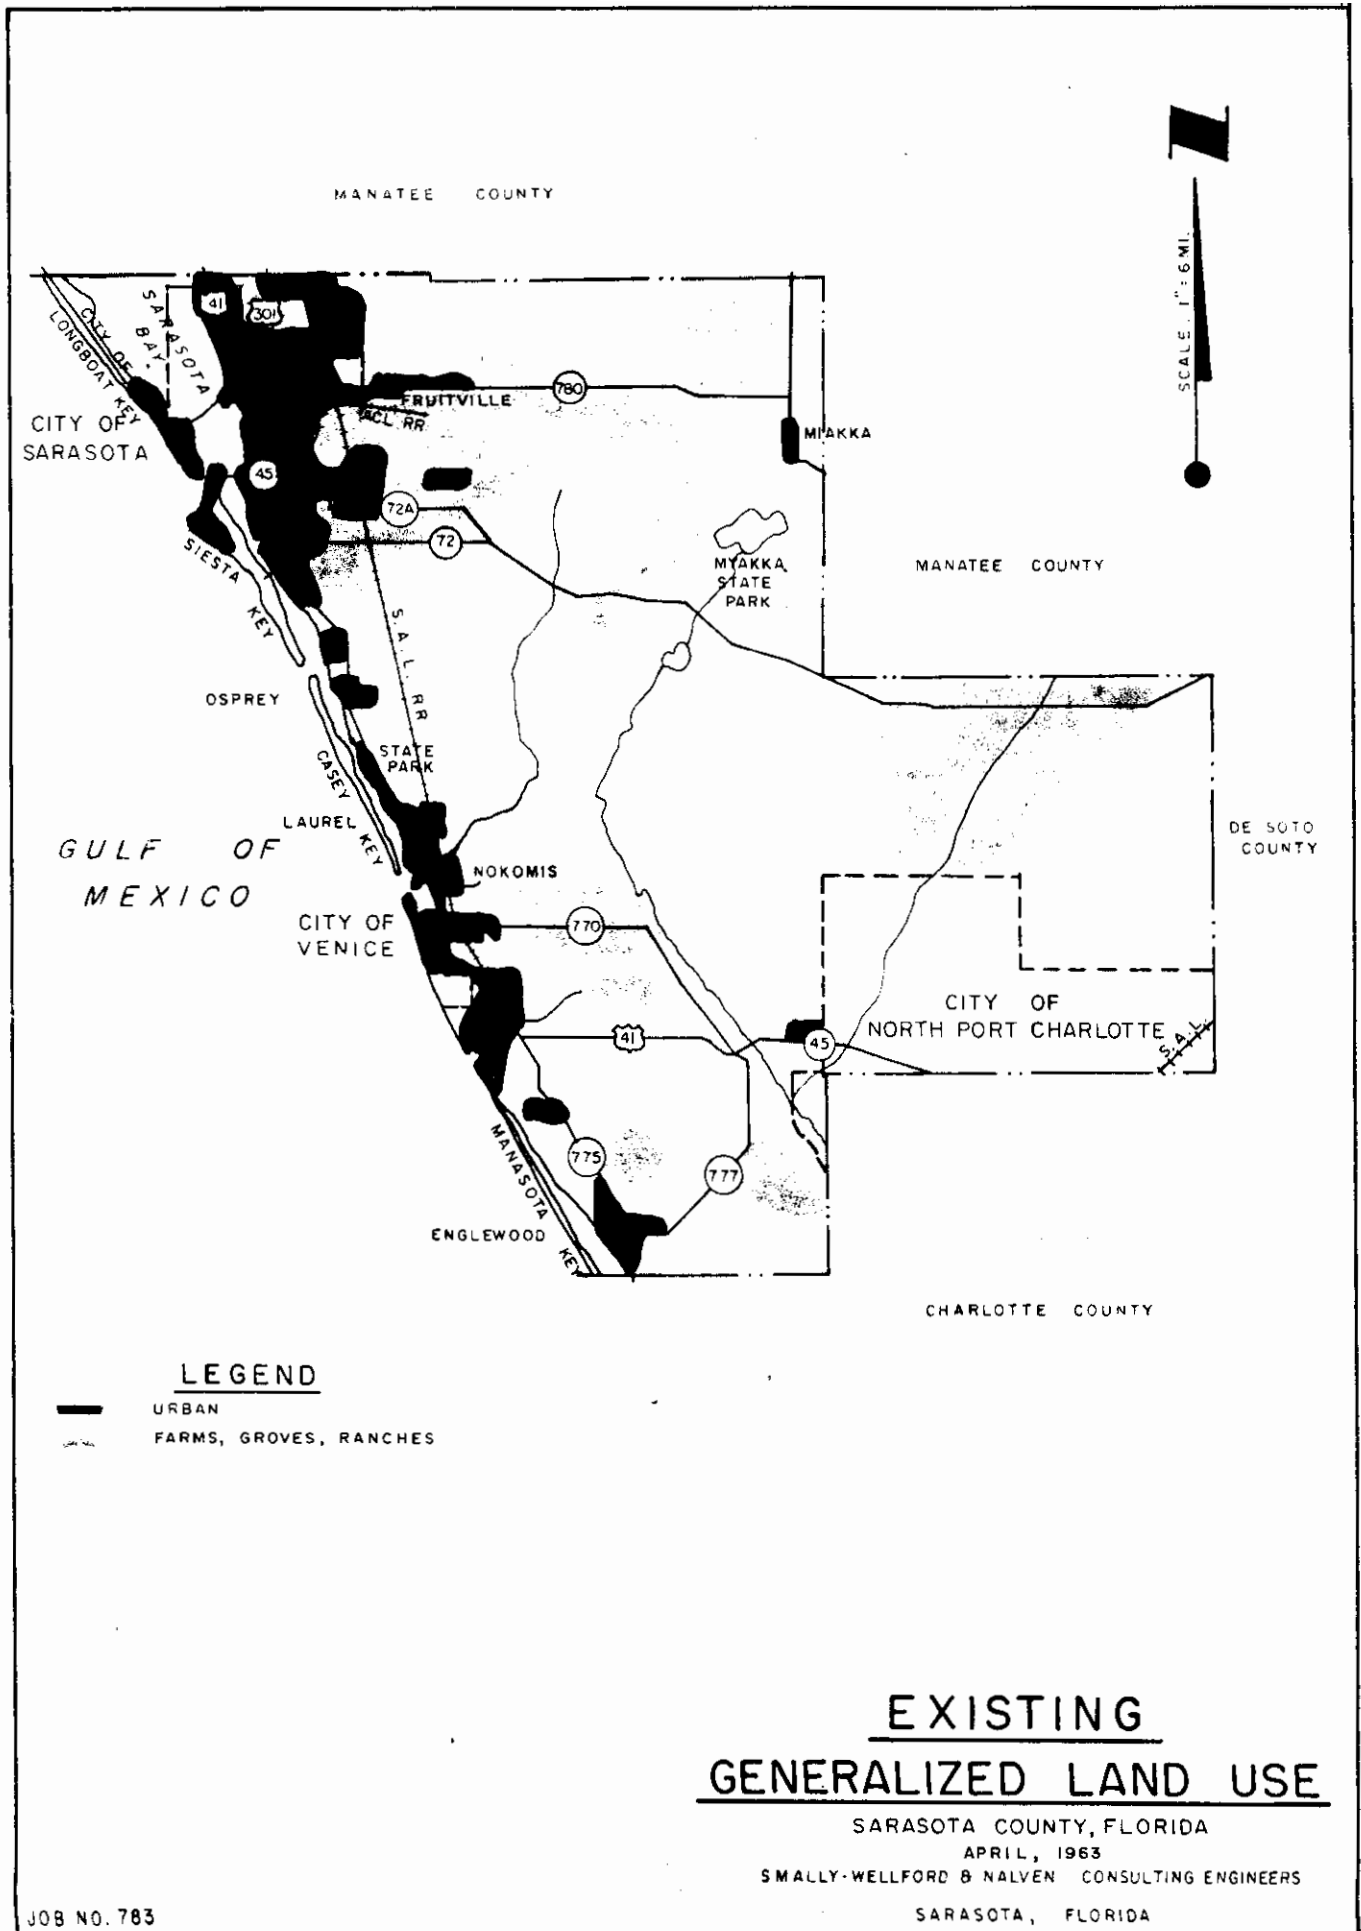 MANATEE COUNTY
SCALE. 1" = 6 MI.
SARASOTA
BAY.
41
301
CITY OF
LONGBOAT KEY
780
FRUITVILLE
ACL. RR
CITY OF
SARASOTA
MIAKKA
45
72A
72
SIESTA
KEY
MYAKKA
STATE
PARK
MANATEE COUNTY
S. A. L. RR
OSPREY
STATE
PARK
CASEY
KEY
LAUREL
GULF OF
MEXICO
DE SOTO
COUNTY
NOKOMIS
CITY OF
VENICE
770
CITY OF
NORTH PORT CHARLOTTE
S. A. L.
41
45
MANASOTA
KEY
775
777
ENGLEWOOD
CHARLOTTE COUNTY
LEGEND
URBAN
FARMS, GROVES, RANCHES
EXISTING
GENERALIZED LAND USE
SARASOTA COUNTY, FLORIDA
APRIL, 1963
SMALLY-WELLFORD & NALVEN CONSULTING ENGINEERS
SARASOTA, FLORIDA
JOB NO. 783